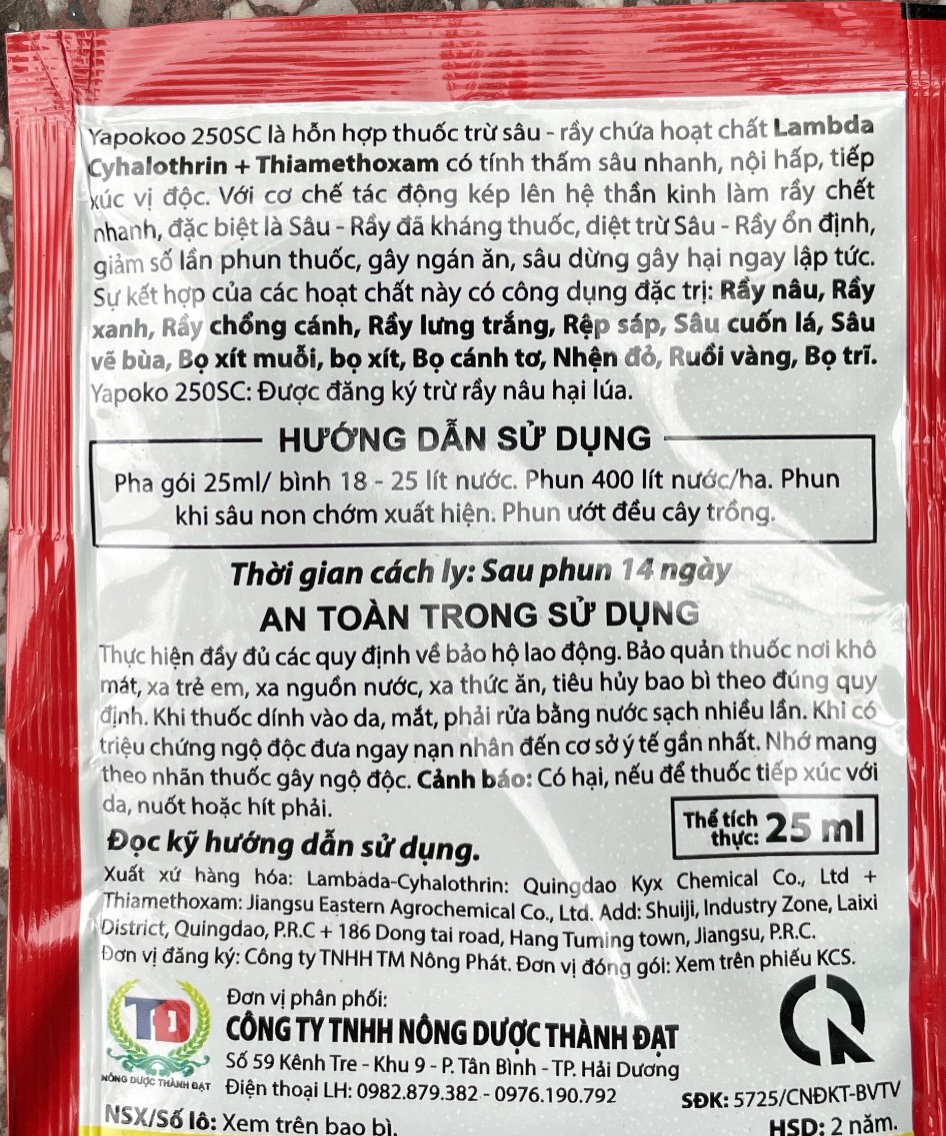 Yapokoo 250SC là hỗn hợp thuốc trừ sâu - rầy chứa hoạt chất Lambda
Cyhalothrin + Thiamethoxam có tính thấm sâu nhanh, nội hấp, tiếp
xúc vị độc. Với cơ chế tác động kép lên hệ thần kinh làm rầy chết
nhanh, đặc biệt là Sâu - Rầy đã kháng thuốc, diệt trừ Sâu - Rầy ổn định,
giảm số lần phun thuốc, gây ngán ăn, sâu dừng gây hại ngay lập tức.
Sự kết hợp của các hoạt chất này có công dụng đặc trị: Rầy nâu, Rầy
xanh, Rầy chổng cánh, Rầy lưng trắng, Rệp sáp, Sâu cuốn lá, Sâu
vẽ bùa, Bọ xít muỗi, bọ xít, Bọ cánh tơ, Nhện đỏ, Ruồi vàng, Bọ trĩ.
Yapoko 250SC: Được đăng ký trừ rầy nâu hại lúa.
HƯỚNG DẪN SỬ DỤNG
Pha gói 25ml/ bình 18 - 25 lít nước. Phun 400 lít nước/ha. Phun
khi sâu non chớm xuất hiện. Phun ướt đều cây trồng.
Thời gian cách ly: Sau phun 14 ngày
AN TOÀN TRONG SỬ DỤNG
Thực hiện đầy đủ các quy định về bảo hộ lao động. Bảo quản thuốc nơi khô
mát, xa trẻ em, xa nguồn nước, xa thức ăn, tiêu hủy bao bì theo đúng quy
định. Khi thuốc dính vào da, mắt, phải rửa bằng nước sạch nhiều lần. Khi có
triệu chứng ngộ độc đưa ngay nạn nhân đến cơ sở y tế gần nhất. Nhớ mang
theo nhãn thuốc gây ngộ độc. Cảnh báo: Có hại, nếu để thuốc tiếp xúc với
da, nuốt hoặc hít phải.
Thể tích thực: 25 ml
Đọc kỹ hướng dẫn sử dụng.
Xuất xứ hàng hóa: Lambada-Cyhalothrin: Quingdao Kyx Chemical Co., Ltd +
Thiamethoxam: Jiangsu Eastern Agrochemical Co., Ltd. Add: Shuiji, Industry Zone, Laixi
District, Quingdao, P.R.C + 186 Dong tai road, Hang Tuming town, Jiangsu, P.R.C.
Đơn vị đăng ký: Công ty TNHH TM Nông Phát. Đơn vị đóng gói: Xem trên phiếu KCS.
TĐ
NÔNG DƯỢC THÀNH ĐẠT
Đơn vị phân phối:
CÔNG TY TNHH NÔNG DƯỢC THÀNH ĐẠT
Số 59 Kênh Tre - Khu 9 - P. Tân Bình - TP. Hải Dương
Điện thoại LH: 0982.879.382 - 0976.190.792
SĐK: 5725/CNĐKT-BVTV
NSX/Số lô: Xem trên bao bì.
HSD: 2 năm.